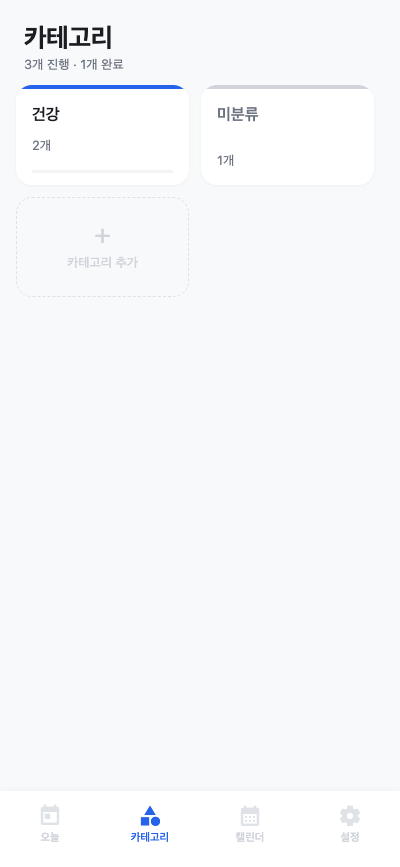 카테고리
3개 진행 · 1개 완료
건강
미분류
2개
1개
+
카테고리 추가
오늘
카테고리
캘린더
설정